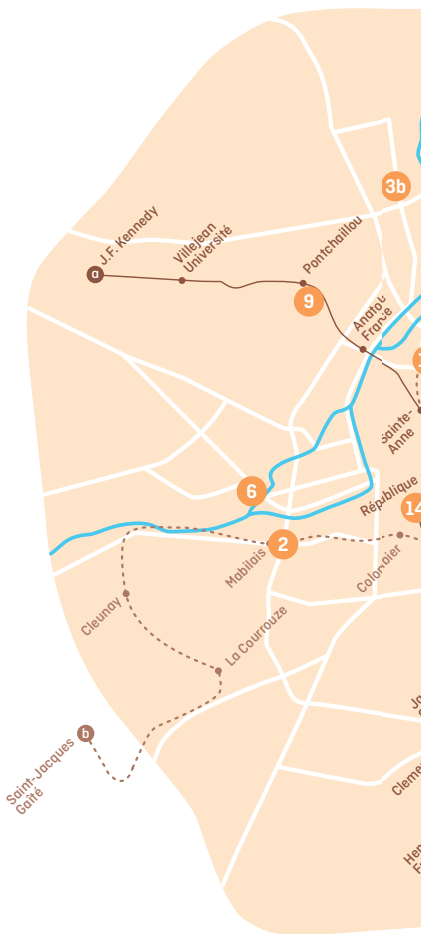 3b
J.F. Kennedy
a
Villejean
Université
Pontchaillou
9
Anatole
France
Sainte-
Anne
6
République
14
2
Mabilais
Colombier
Cleunay
La Courrouze
b
Saint-Jacques
Gaîté